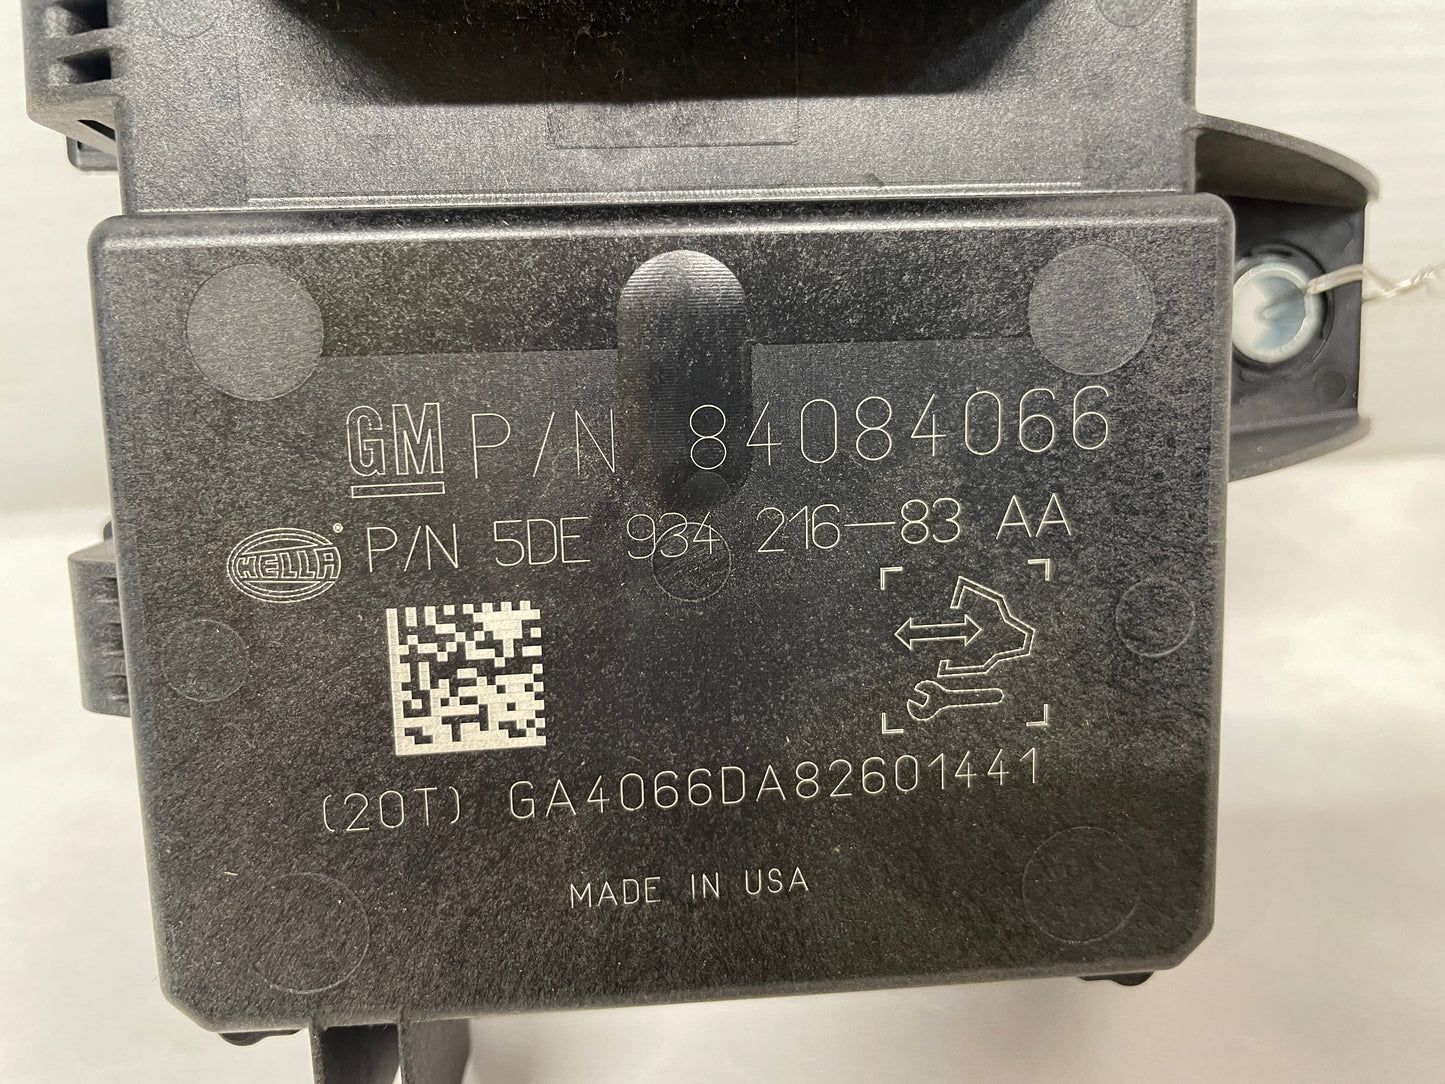 GM P/N 84084066
HELLA P/N 5DE 934 216-83 AA
(20T) GA4066DA82601441
MADE IN USA